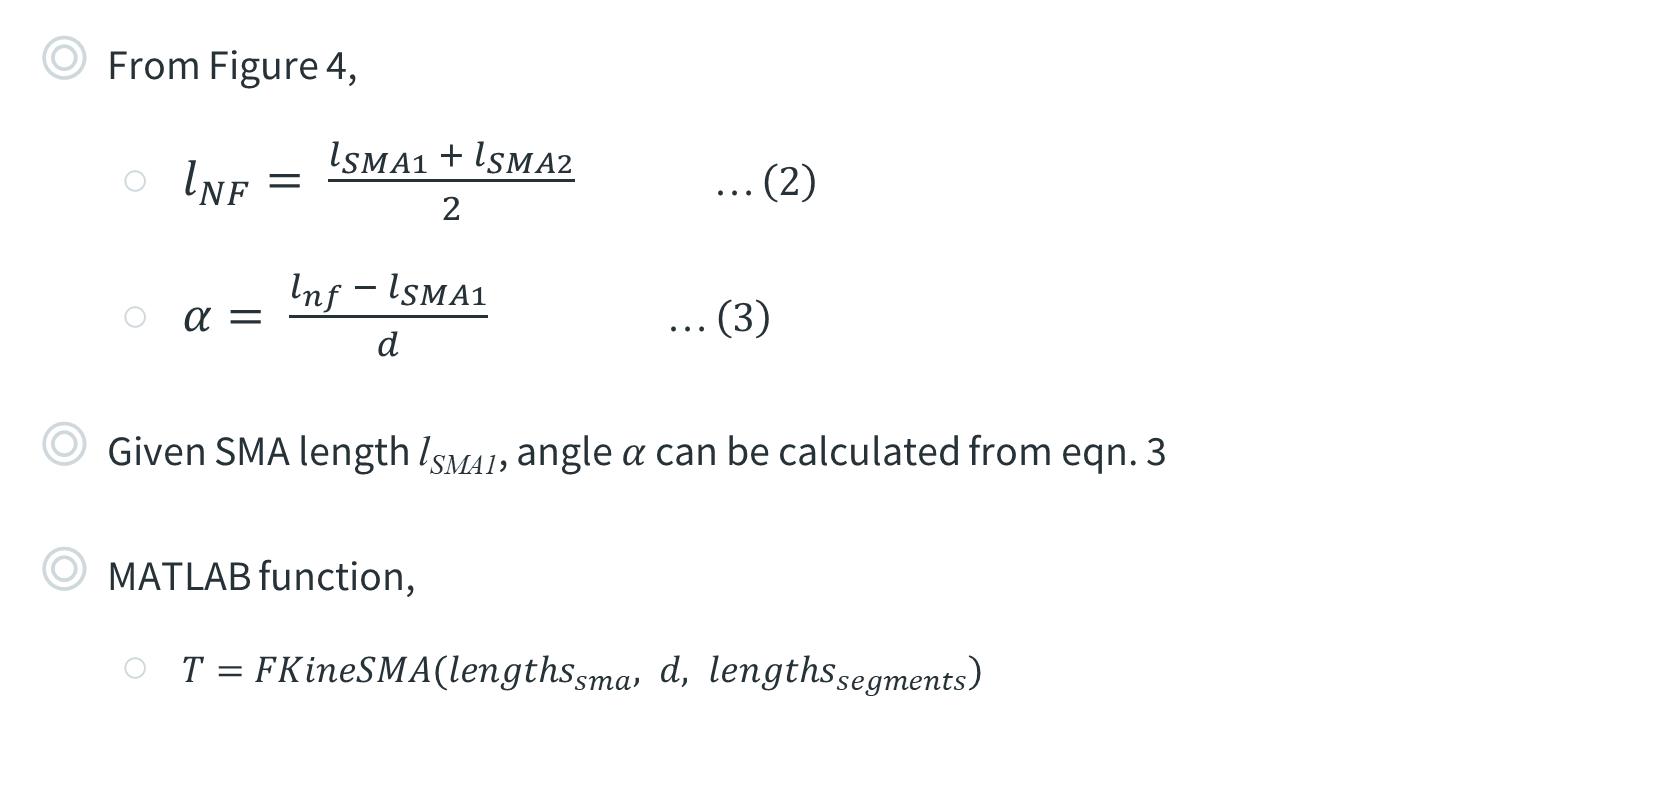 From Figure 4,
l_NF = (l_SMA1 + l_SMA2) / 2 … (2)
α = (l_nf − l_SMA1) / d … (3)
Given SMA length l_SMA1, angle α can be calculated from eqn. 3
MATLAB function,
T = FKineSMA(lengths_sma, d, lengths_segments)